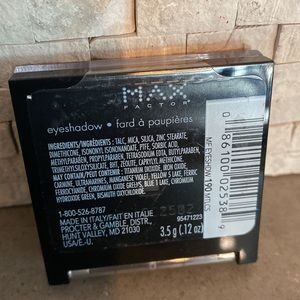 MAX
FACTOR
eyeshadow • fard à paupières
INGREDIENTS/INGRÉDIENTS: TALC, MICA, SILICA, ZINC STEARATE,
DIMETHICONE, ISONONYL ISONONANOATE, PTFE, SORBIC ACID,
METHYLPARABEN, PROPYLPARABEN, TETRASODIUM EDTA, BUTYLPARABEN,
TRIMETHYLSILOXYSILICATE, BHT, ZEOLITE, CAPRYLYL METHICONE
MAY CONTAIN/PEUT CONTENIR: TITANIUM DIOXIDE, IRON OXIDE,
CARMINE, ULTRAMARINES, MANGANESE VIOLET, YELLOW 5 LAKE, FERRIC
FERROCYANIDE, CHROMIUM OXIDE GREENS, BLUE 1 LAKE, CHROMIUM
HYDROXIDE GREEN, BISMUTH OXYCHLORIDE
1-800-526-8787
MADE IN ITALY/FAIT EN ITALIE
PROCTER & GAMBLE, DISTR.,
HUNT VALLEY, MD 21030
USA/É.-U.
95471223
3.5 g (.12 oz)